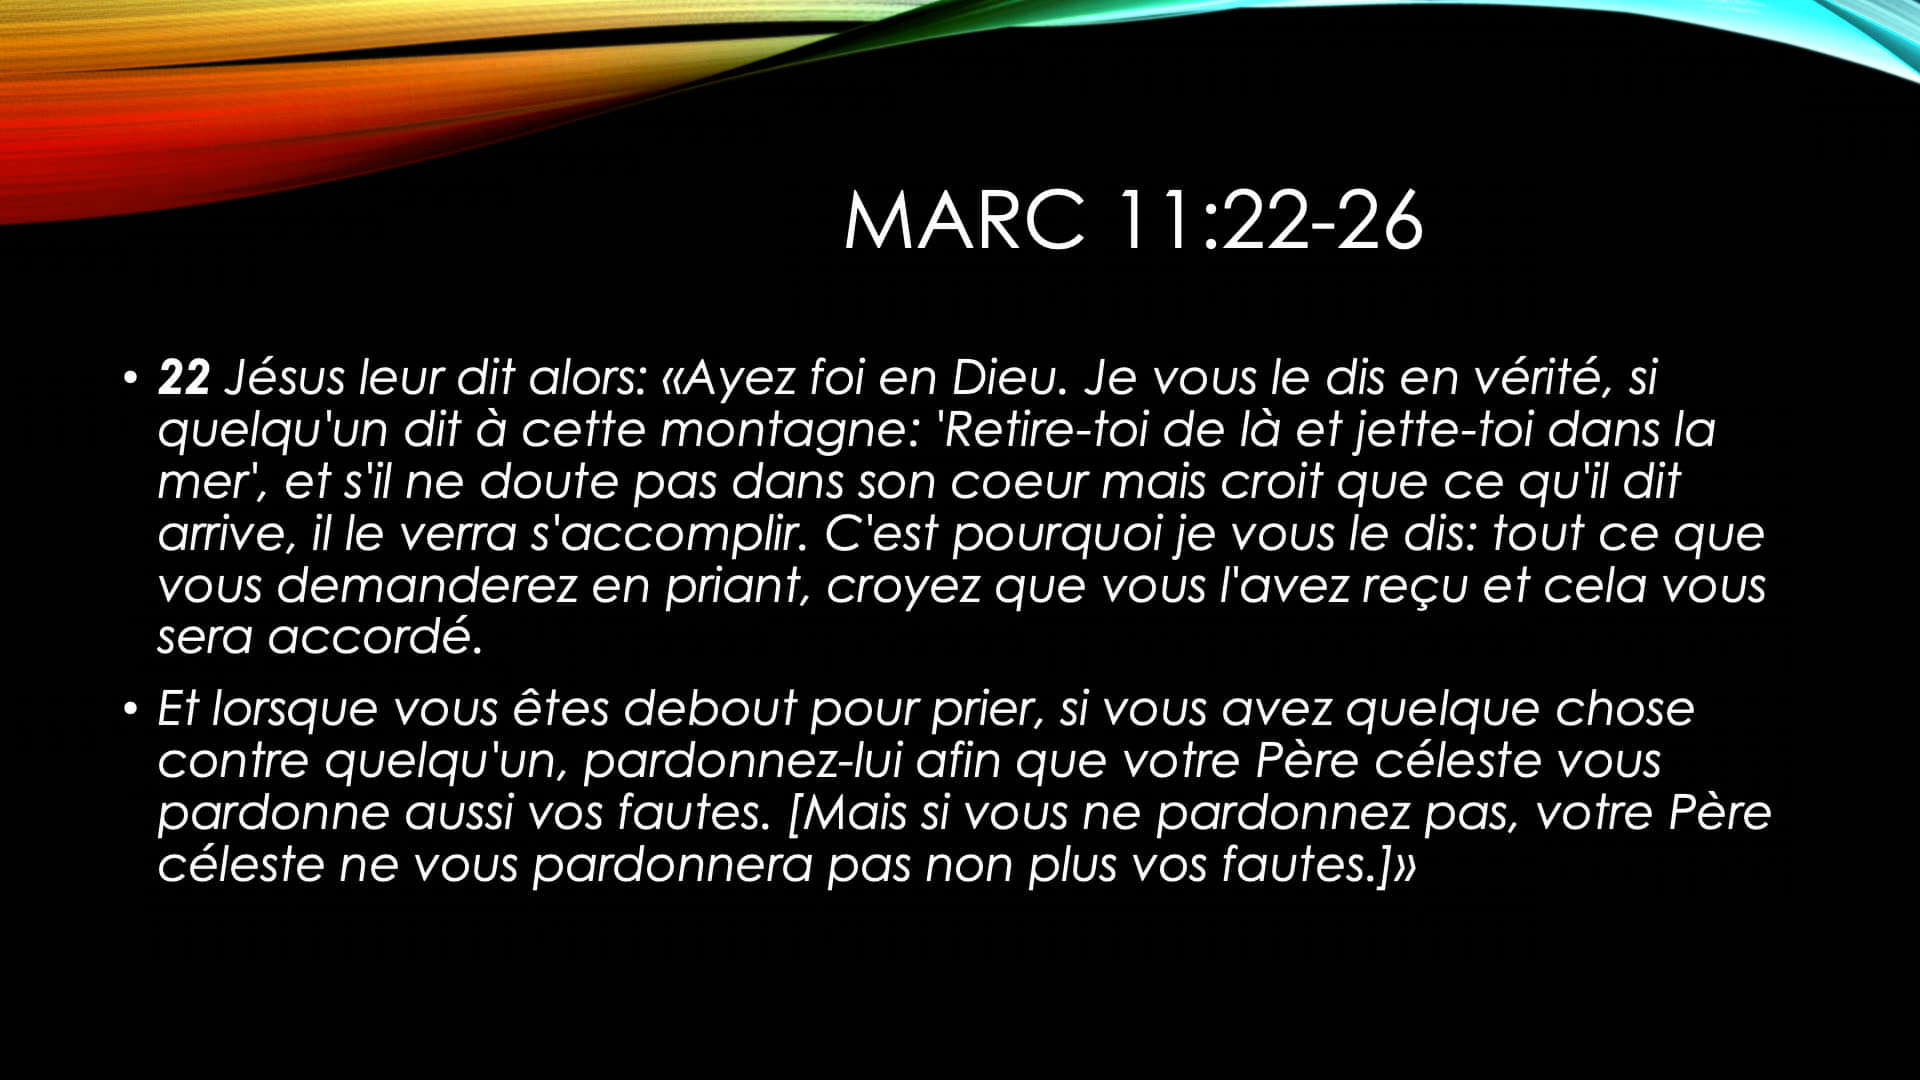 MARC 11:22-26
• 22 Jésus leur dit alors: «Ayez foi en Dieu. Je vous le dis en vérité, si
quelqu'un dit à cette montagne: 'Retire-toi de là et jette-toi dans la
mer', et s'il ne doute pas dans son coeur mais croit que ce qu'il dit
arrive, il le verra s'accomplir. C'est pourquoi je vous le dis: tout ce que
vous demanderez en priant, croyez que vous l'avez reçu et cela vous
sera accordé.
• Et lorsque vous êtes debout pour prier, si vous avez quelque chose
contre quelqu'un, pardonnez-lui afin que votre Père céleste vous
pardonne aussi vos fautes. [Mais si vous ne pardonnez pas, votre Père
céleste ne vous pardonnera pas non plus vos fautes.]»